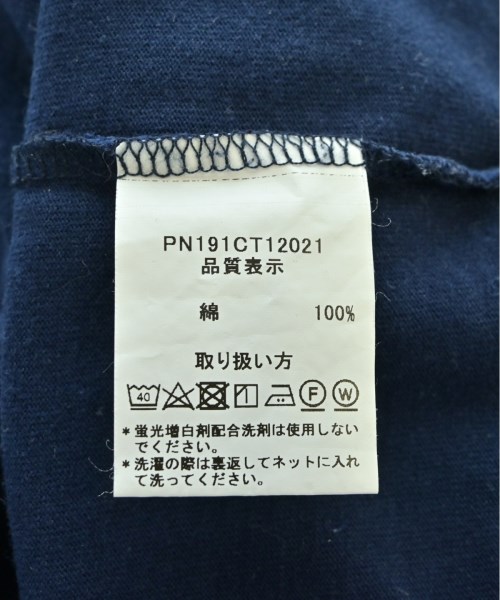 PN191CT12021
品質表示
綿 100%
取り扱い方
40 F W
*蛍光増白剤配合洗剤は使用しない
でください。
*洗濯の際は裏返してネットに入れ
て洗ってください。